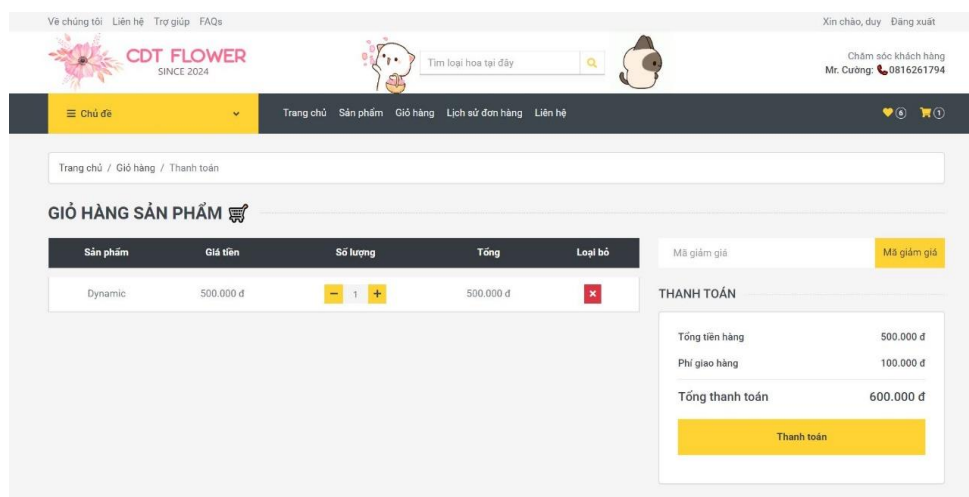 Về chúng tôi Liên hệ Trợ giúp FAQs Xin chào, duy Đăng xuất
CDT FLOWER
SINCE 2024
Tìm loại hoa tại đây
Chăm sóc khách hàng
Mr. Cường: 0816261794
Chủ đề Trang chủ Sản phẩm Giỏ hàng Lịch sử đơn hàng Liên hệ 6 1
Trang chủ / Giỏ hàng / Thanh toán
GIỎ HÀNG SẢN PHẨM
Sản phẩm Giá tiền Số lượng Tổng Loại bỏ
Dynamic 500.000 đ − 1 + 500.000 đ ×
Mã giảm giá Mã giảm giá
THANH TOÁN
Tổng tiền hàng 500.000 đ
Phí giao hàng 100.000 đ
Tổng thanh toán 600.000 đ
Thanh toán